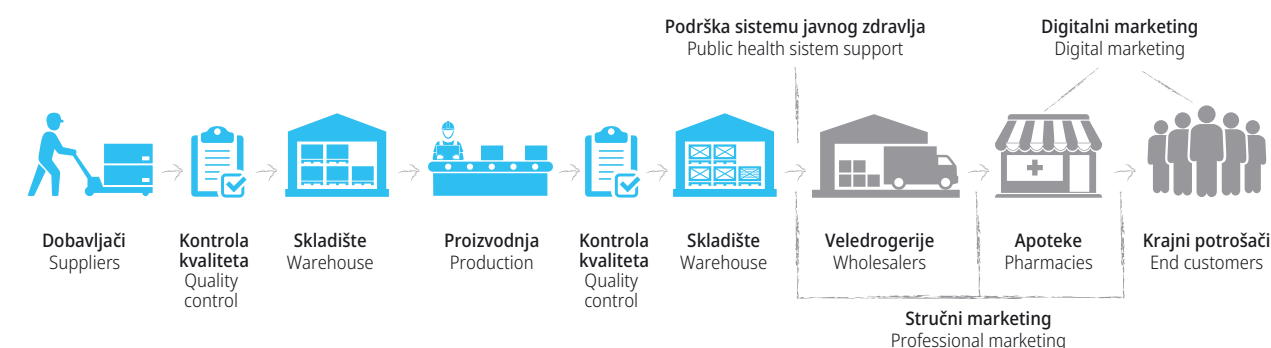 Podrška sistemu javnog zdravlja
Public health sistem support
Digitalni marketing
Digital marketing
Dobavljači
Suppliers
Kontrola
kvaliteta
Quality
control
Skladište
Warehouse
Proizvodnja
Production
Kontrola
kvaliteta
Quality
control
Skladište
Warehouse
Veledrogerije
Wholesalers
Apoteke
Pharmacies
Krajni potrošači
End customers
Stručni marketing
Professional marketing